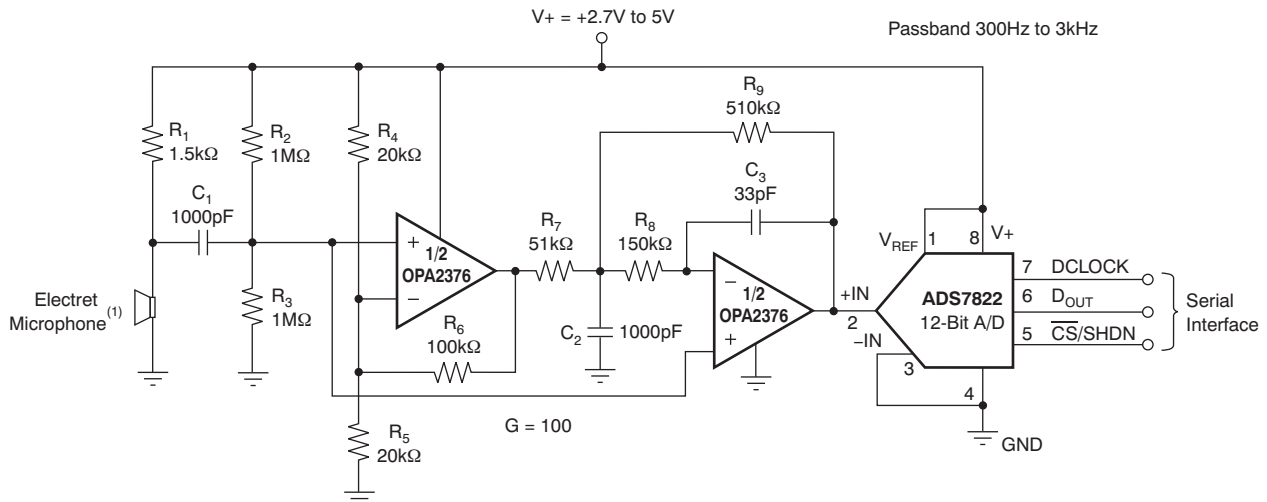 V+ = +2.7V to 5V
Passband 300Hz to 3kHz
R1
1.5kΩ
R2
1MΩ
R4
20kΩ
R9
510kΩ
C3
33pF
C1
1000pF
R7
51kΩ
R8
150kΩ
VREF
1
8
V+
+
1/2
OPA2376
−
−
1/2
OPA2376
+
+IN
2
−IN
3
ADS7822
12-Bit A/D
4
7
DCLOCK
6
DOUT
5
CS/SHDN
Serial
Interface
Electret
Microphone(1)
R3
1MΩ
R6
100kΩ
C2
1000pF
G = 100
R5
20kΩ
GND